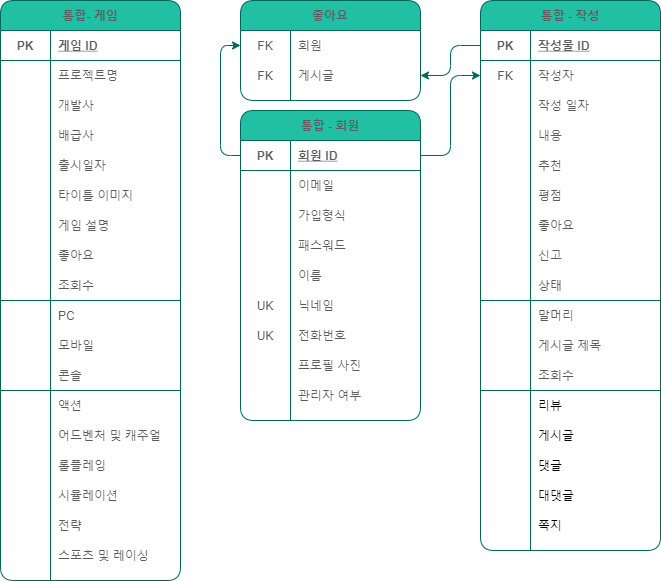 통합- 게임
PK 게임 ID
프로젝트명
개발사
배급사
출시일자
타이틀 이미지
게임 설명
좋아요
조회수
PC
모바일
콘솔
액션
어드벤처 및 캐주얼
롤플레잉
시뮬레이션
전략
스포츠 및 레이싱
좋아요
FK 회원
FK 게시글
통합 - 회원
PK 회원 ID
이메일
가입형식
패스워드
이름
UK 닉네임
UK 전화번호
프로필 사진
관리자 여부
통합 - 작성
PK 작성물 ID
FK 작성자
작성 일자
내용
추천
평점
좋아요
신고
상태
말머리
게시글 제목
조회수
리뷰
게시글
댓글
대댓글
쪽지